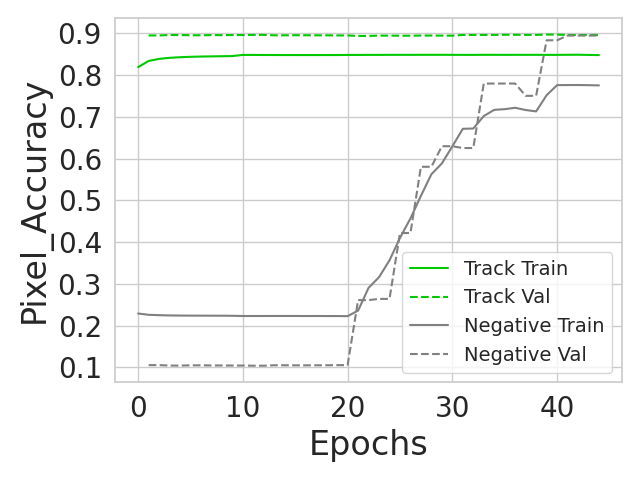 Pixel_Accuracy
0.9
0.8
0.7
0.6
0.5
0.4
0.3
0.2
0.1
0 10 20 30 40
Epochs
Track Train
Track Val
Negative Train
Negative Val